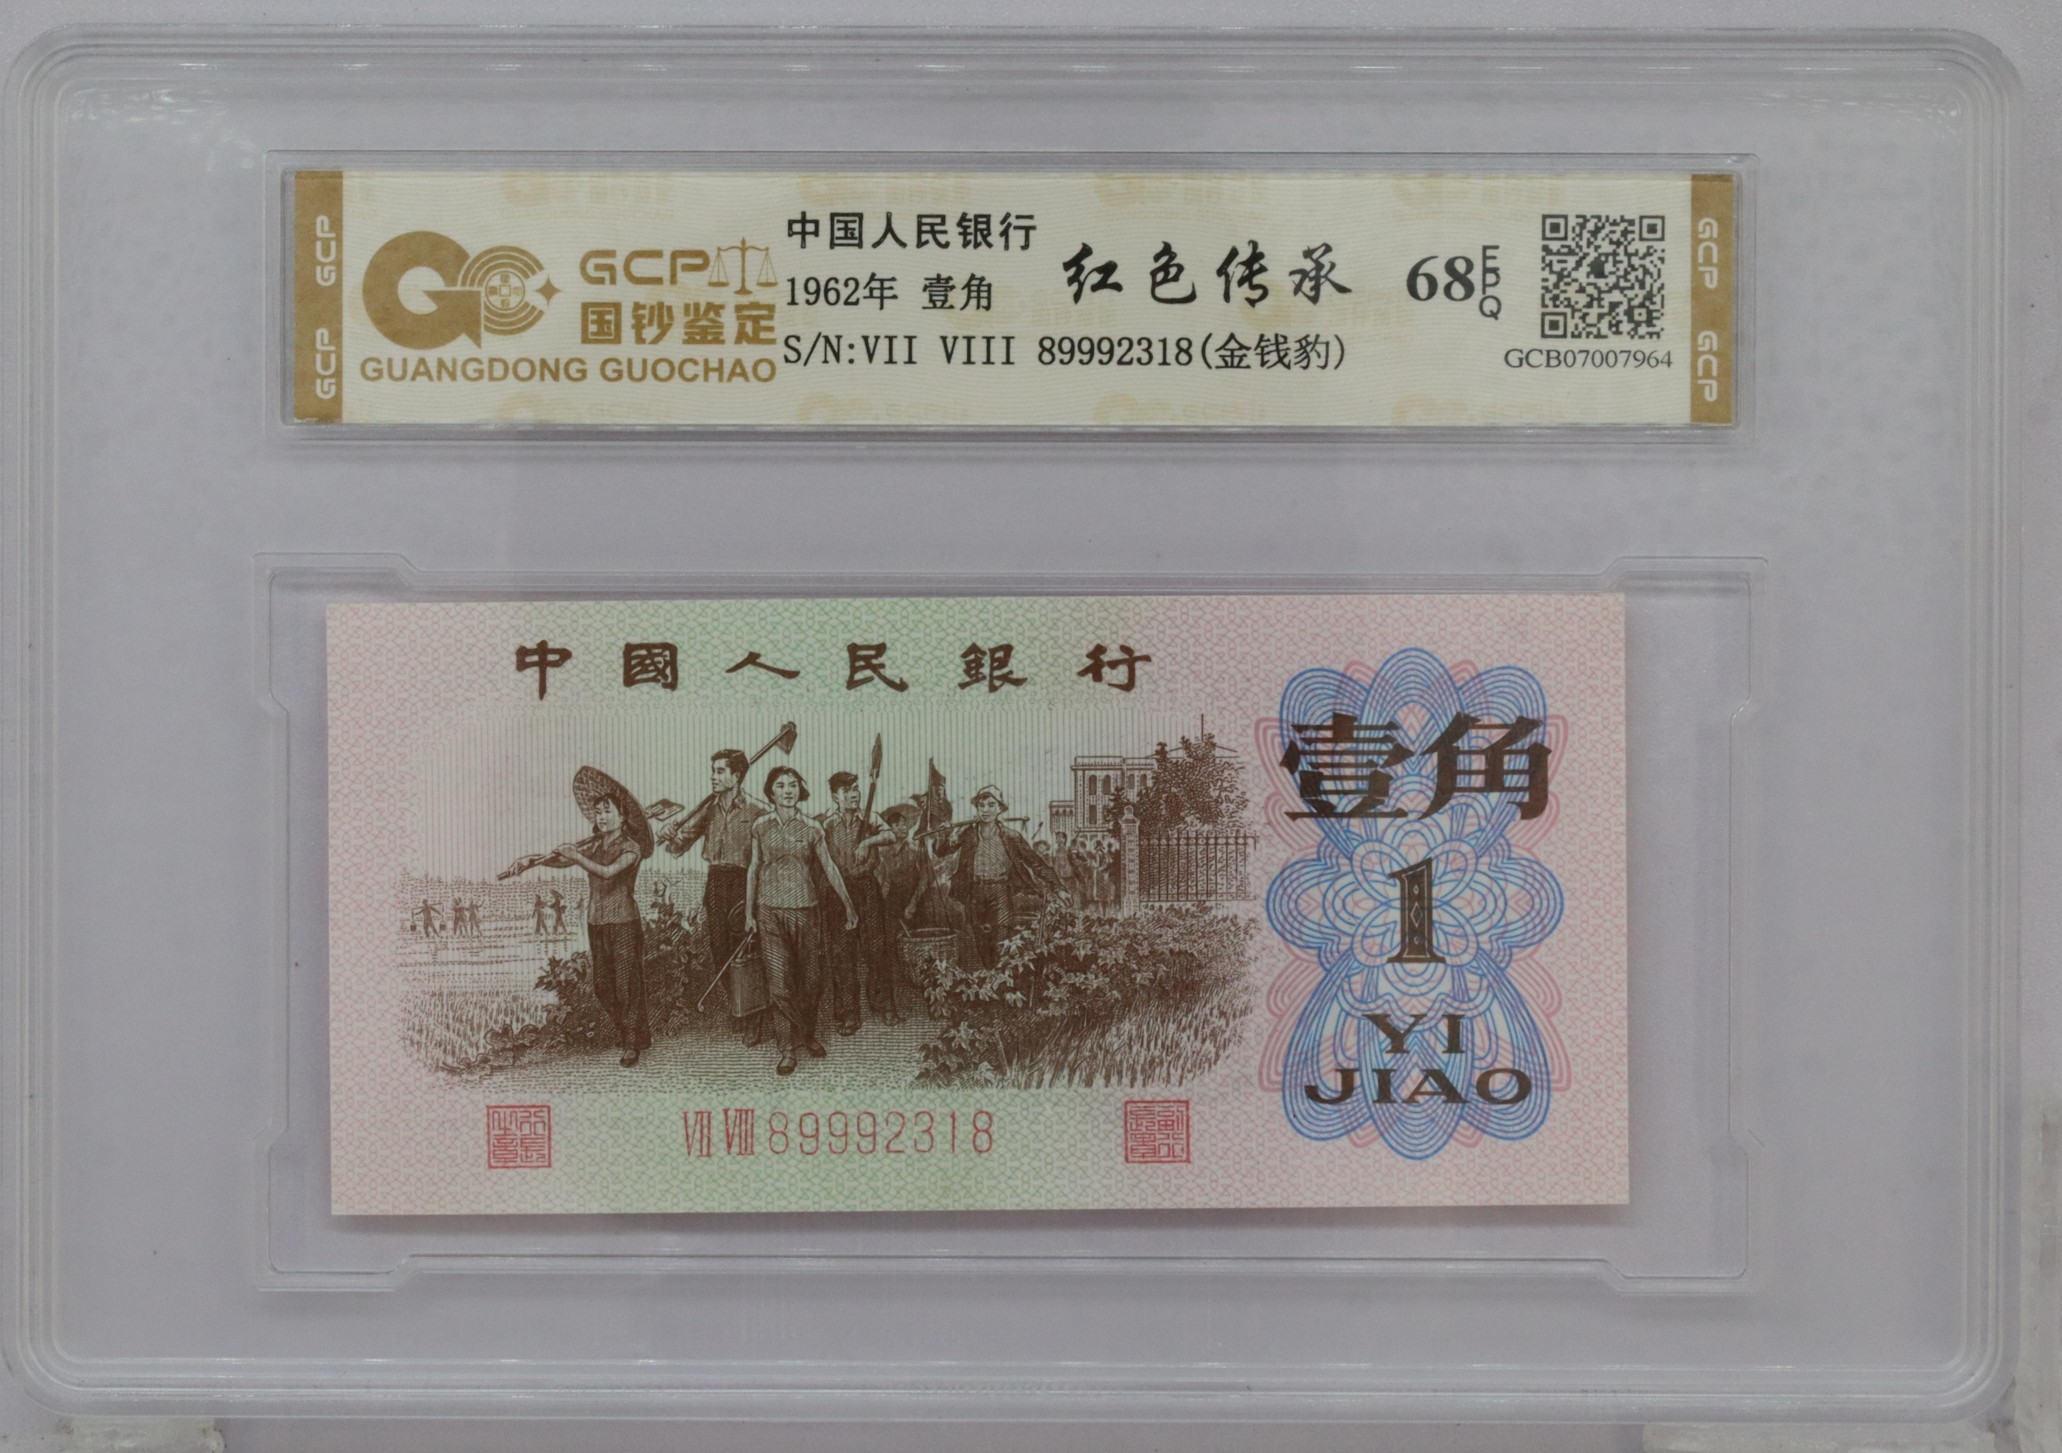 GCP
GCP
GCP
国钞鉴定
GUANGDONG GUOCHAO
中国人民银行
1962年 壹角
S/N:VII VIII 89992318(金钱豹)
红色传承
68
EPQ
GCB07007964
GCP
GCP
中國人民銀行
壹角
1
YI
JIAO
VII VIII 89992318